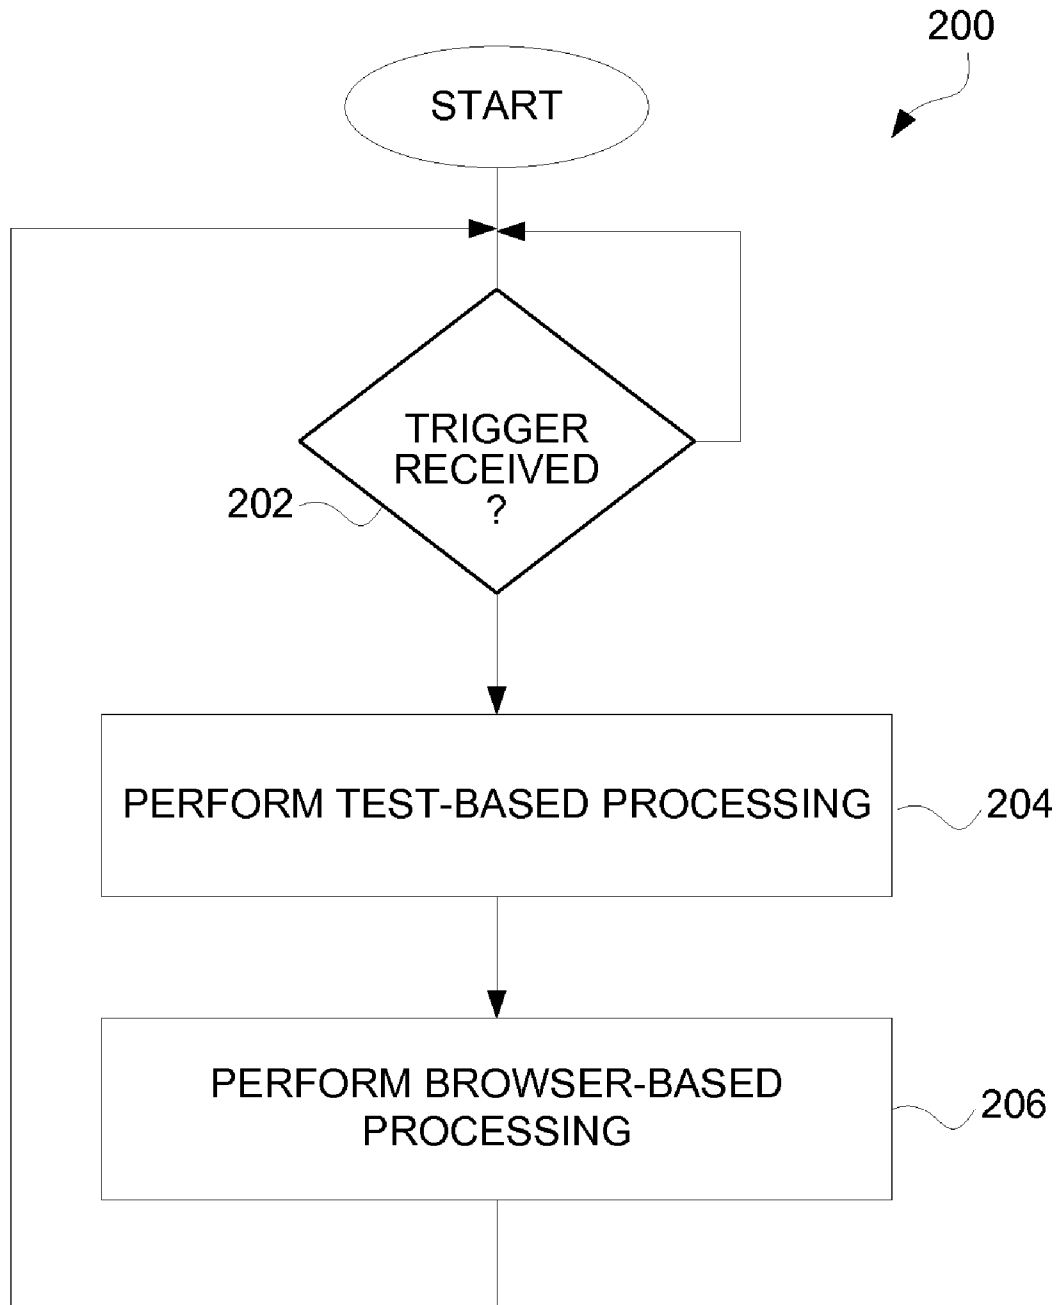 200
START
TRIGGER
RECEIVED
?
202
PERFORM TEST-BASED PROCESSING
204
PERFORM BROWSER-BASED
PROCESSING
206